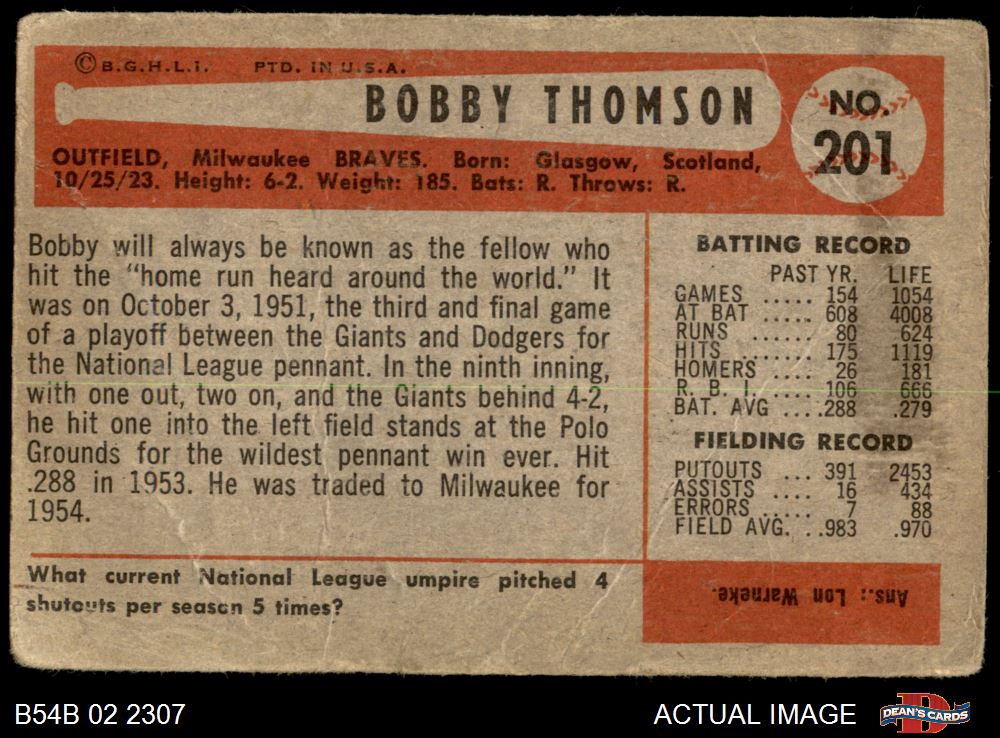 © B.G.H.L.I. PTD. IN U.S.A.
BOBBY THOMSON
NO.
201
OUTFIELD, Milwaukee BRAVES. Born: Glasgow, Scotland,
10/25/23. Height: 6-2. Weight: 185. Bats: R. Throws: R.
Bobby will always be known as the fellow who
hit the "home run heard around the world." It
was on October 3, 1951, the third and final game
of a playoff between the Giants and Dodgers for
the National League pennant. In the ninth inning,
with one out, two on, and the Giants behind 4-2,
he hit one into the left field stands at the Polo
Grounds for the wildest pennant win ever. Hit
.288 in 1953. He was traded to Milwaukee for
1954.
BATTING RECORD
PAST YR. LIFE
GAMES ..... 154 1054
AT BAT ..... 608 4008
RUNS ...... 80 624
HITS ....... 175 1119
HOMERS .... 26 181
R. B. I. .... 106 666
BAT. AVG .... .288 .279
FIELDING RECORD
PUTOUTS ... 391 2453
ASSISTS .... 16 434
ERRORS .... 7 88
FIELD AVG. . .983 .970
What current National League umpire pitched 4
shutouts per season 5 times?
Ans.: Lon Warneke.
B54B 02 2307
ACTUAL IMAGE
D
DEAN'S CARDS